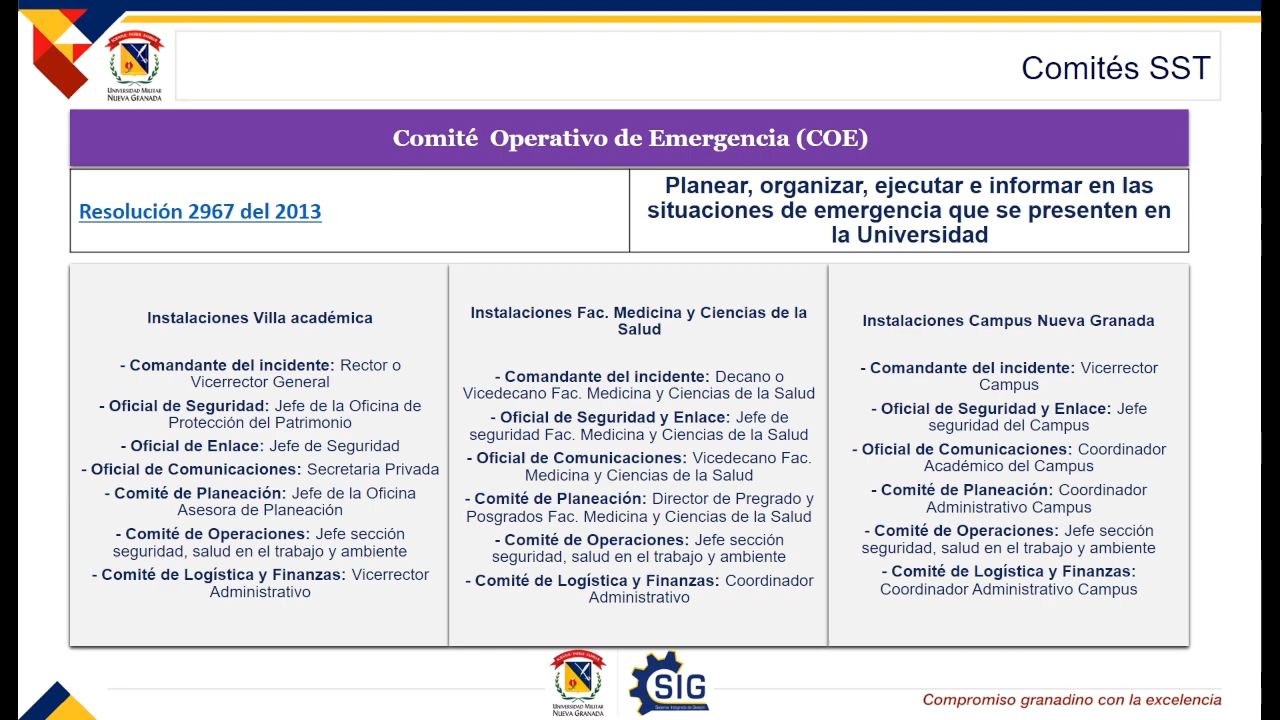 UNIVERSIDAD MILITAR
NUEVA GRANADA
Comités SST
Comité Operativo de Emergencia (COE)
Resolución 2967 del 2013
Planear, organizar, ejecutar e informar en las
situaciones de emergencia que se presenten en
la Universidad
Instalaciones Villa académica
- Comandante del incidente: Rector o
Vicerrector General
- Oficial de Seguridad: Jefe de la Oficina de
Protección del Patrimonio
- Oficial de Enlace: Jefe de Seguridad
- Oficial de Comunicaciones: Secretaria Privada
- Comité de Planeación: Jefe de la Oficina
Asesora de Planeación
- Comité de Operaciones: Jefe sección
seguridad, salud en el trabajo y ambiente
- Comité de Logística y Finanzas: Vicerrector
Administrativo
Instalaciones Fac. Medicina y Ciencias de la
Salud
- Comandante del incidente: Decano o
Vicedecano Fac. Medicina y Ciencias de la Salud
- Oficial de Seguridad y Enlace: Jefe de
seguridad Fac. Medicina y Ciencias de la Salud
- Oficial de Comunicaciones: Vicedecano Fac.
Medicina y Ciencias de la Salud
- Comité de Planeación: Director de Pregrado y
Posgrados Fac. Medicina y Ciencias de la Salud
- Comité de Operaciones: Jefe sección
seguridad, salud en el trabajo y ambiente
- Comité de Logística y Finanzas: Coordinador
Administrativo
Instalaciones Campus Nueva Granada
- Comandante del incidente: Vicerrector
Campus
- Oficial de Seguridad y Enlace: Jefe
seguridad del Campus
- Oficial de Comunicaciones: Coordinador
Académico del Campus
- Comité de Planeación: Coordinador
Administrativo Campus
- Comité de Operaciones: Jefe sección
seguridad, salud en el trabajo y ambiente
- Comité de Logística y Finanzas:
Coordinador Administrativo Campus
UNIVERSIDAD MILITAR
NUEVA GRANADA
SIG
Compromiso granadino con la excelencia